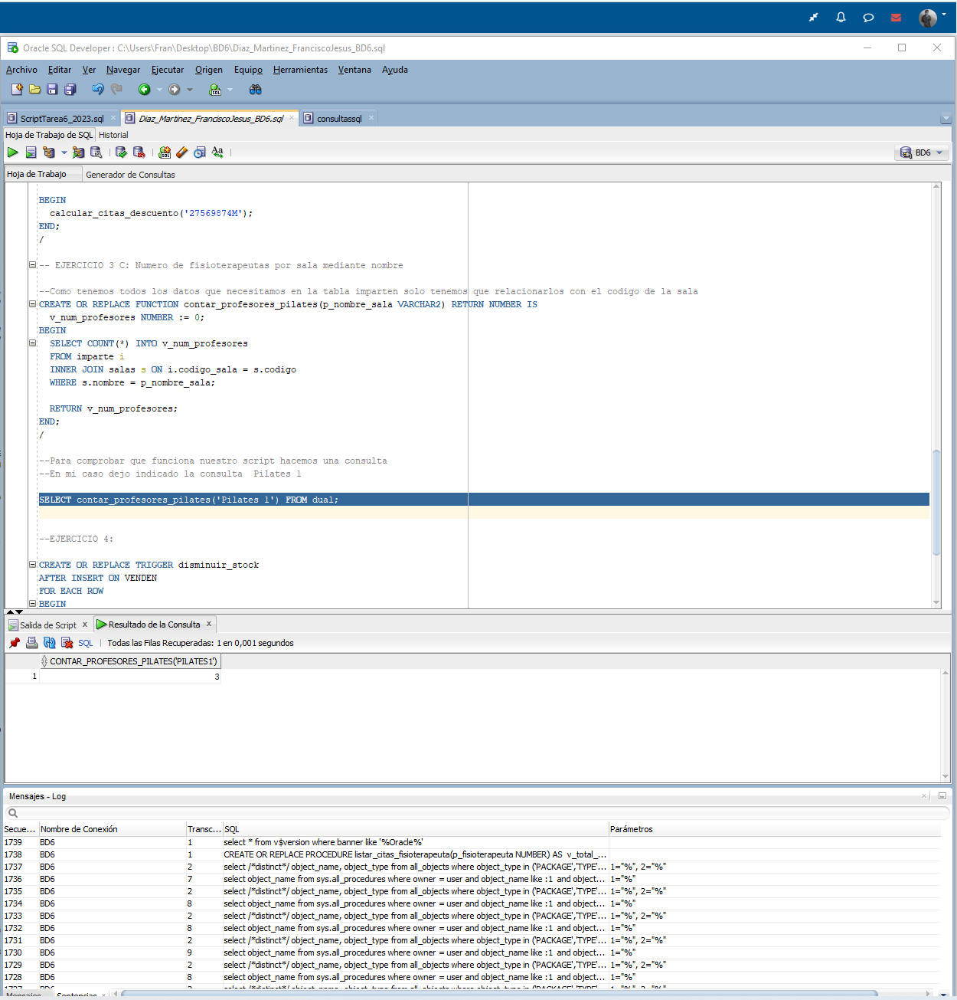 Oracle SQL Developer : C:\Users\Fran\Desktop\BD6\Diaz_Martinez_FranciscoJesus_BD6.sql
Archivo Editar Ver Navegar Ejecutar Origen Equipo Herramientas Ventana Ayuda
ScriptTarea6_2023.sql Diaz_Martinez_FranciscoJesus_BD6.sql consultassql
Hoja de Trabajo de SQL Historial
BD6
Hoja de Trabajo Generador de Consultas
BEGIN
calcular_citas_descuento('27569874M');
END;
/
-- EJERCICIO 3 C: Numero de fisioterapeutas por sala mediante nombre
--Como tenemos todos los datos que necesitamos en la tabla imparten solo tenemos que relacionarlos con el codigo de la sala
CREATE OR REPLACE FUNCTION contar_profesores_pilates(p_nombre_sala VARCHAR2) RETURN NUMBER IS
v_num_profesores NUMBER := 0;
BEGIN
SELECT COUNT(*) INTO v_num_profesores
FROM imparte i
INNER JOIN salas s ON i.codigo_sala = s.codigo
WHERE s.nombre = p_nombre_sala;
RETURN v_num_profesores;
END;
/
--Para comprobar que funciona nuestro script hacemos una consulta
--En mi caso dejo indicado la consulta  Pilates 1
SELECT contar_profesores_pilates('Pilates 1') FROM dual;
--EJERCICIO 4:
CREATE OR REPLACE TRIGGER disminuir_stock
AFTER INSERT ON VENDEN
FOR EACH ROW
BEGIN
Salida de Script x Resultado de la Consulta x
SQL Todas las Filas Recuperadas: 1 en 0,001 segundos
CONTAR_PROFESORES_PILATES('PILATES1')
1 3
Mensajes - Log
Secue... Nombre de Conexión Transc... SQL Parámetros
1739 BD6 1 select * from v$version where banner like '%Oracle%'
1738 BD6 1 CREATE OR REPLACE PROCEDURE listar_citas_fisioterapeuta(p_fisioterapeuta NUMBER) AS v_total_...
1737 BD6 2 select /*distinct*/ object_name, object_type from all_objects where object_type in ('PACKAGE','TYPE'... 1="%", 2="%"
1736 BD6 7 select object_name from sys.all_procedures where owner = user and object_name like :1 and object... 1="%"
1735 BD6 2 select /*distinct*/ object_name, object_type from all_objects where object_type in ('PACKAGE','TYPE'... 1="%", 2="%"
1734 BD6 8 select object_name from sys.all_procedures where owner = user and object_name like :1 and object... 1="%"
1733 BD6 2 select /*distinct*/ object_name, object_type from all_objects where object_type in ('PACKAGE','TYPE'... 1="%", 2="%"
1732 BD6 8 select object_name from sys.all_procedures where owner = user and object_name like :1 and object... 1="%"
1731 BD6 2 select /*distinct*/ object_name, object_type from all_objects where object_type in ('PACKAGE','TYPE'... 1="%", 2="%"
1730 BD6 9 select object_name from sys.all_procedures where owner = user and object_name like :1 and object... 1="%"
1729 BD6 2 select /*distinct*/ object_name, object_type from all_objects where object_type in ('PACKAGE','TYPE'... 1="%", 2="%"
1728 BD6 8 select object_name from sys.all_procedures where owner = user and object_name like :1 and object... 1="%"
Mensajes Sentencias